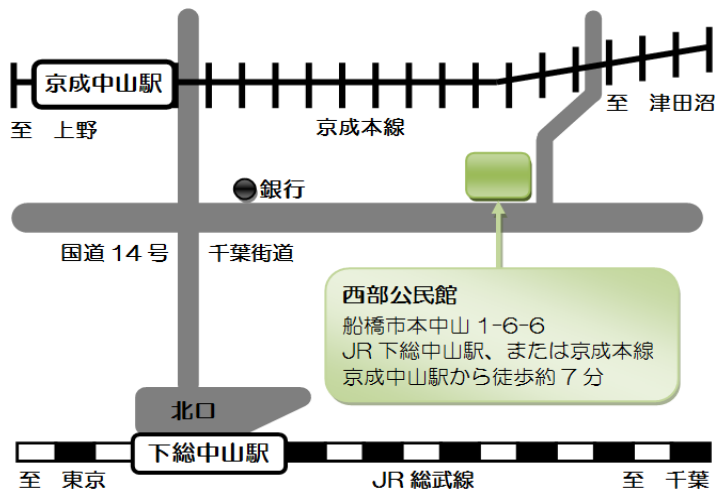 京成中山駅
至 上野
京成本線
至 津田沼
銀行
国道14号 千葉街道
西部公民館
船橋市本中山1-6-6
JR下総中山駅、または京成本線
京成中山駅から徒歩約7分
北口
下総中山駅
至 東京
JR総武線
至 千葉